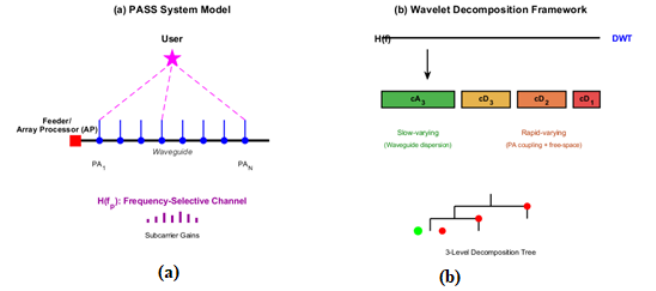 (a) PASS System Model
User
Feeder/
Array Processor (AP)
Waveguide
PA1
PAN
H(fp): Frequency-Selective Channel
Subcarrier Gains
(a)
(b) Wavelet Decomposition Framework
H(f)
DWT
cA3
cD3
cD2
cD1
Slow-varying
(Waveguide dispersion)
Rapid-varying
(PA coupling + free-space)
3-Level Decomposition Tree
(b)